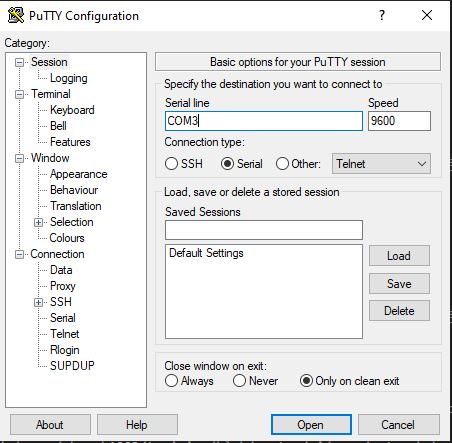 PuTTY Configuration
Category:
Session
Logging
Terminal
Keyboard
Bell
Features
Window
Appearance
Behaviour
Translation
Selection
Colours
Connection
Data
Proxy
SSH
Serial
Telnet
Rlogin
SUPDUP
Basic options for your PuTTY session
Specify the destination you want to connect to
Serial line Speed
COM3 9600
Connection type:
SSH Serial Other: Telnet
Load, save or delete a stored session
Saved Sessions
Default Settings
Load
Save
Delete
Close window on exit:
Always Never Only on clean exit
About Help Open Cancel